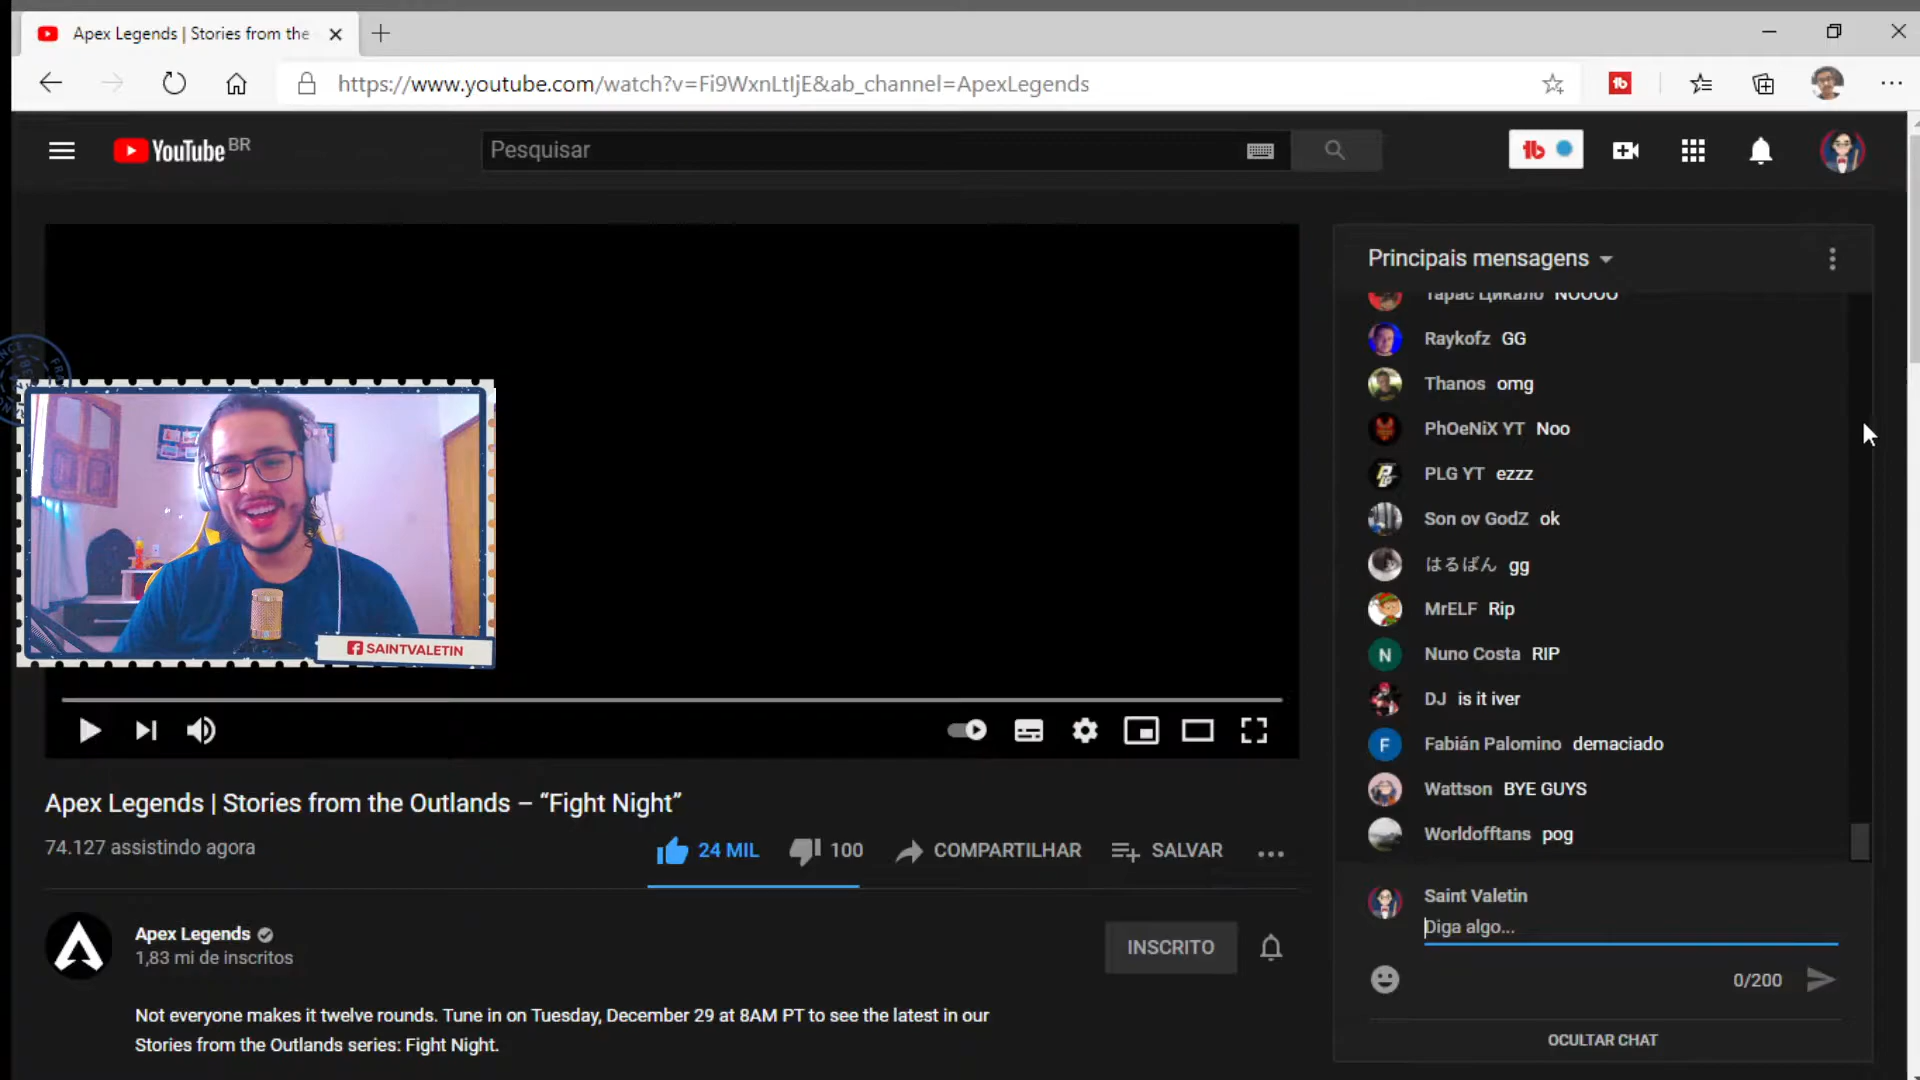 Apex Legends | Stories from the
https://www.youtube.com/watch?v=Fi9WxnLtIjE&ab_channel=ApexLegends
YouTube BR
Pesquisar
Principais mensagens
Тарас Цикало NOOOO
Raykofz GG
Thanos omg
PhOeNiX YT Noo
PLG YT ezzz
Son ov GodZ ok
はるばん gg
MrELF Rip
N Nuno Costa RIP
DJ is it iver
F Fabián Palomino demaciado
Wattson BYE GUYS
Worldofftans pog
Saint Valetin
Diga algo...
0/200
OCULTAR CHAT
SAINTVALETIN
Apex Legends | Stories from the Outlands – “Fight Night”
74.127 assistindo agora
24 MIL
100
COMPARTILHAR
SALVAR
Apex Legends
1,83 mi de inscritos
INSCRITO
Not everyone makes it twelve rounds. Tune in on Tuesday, December 29 at 8AM PT to see the latest in our
Stories from the Outlands series: Fight Night.